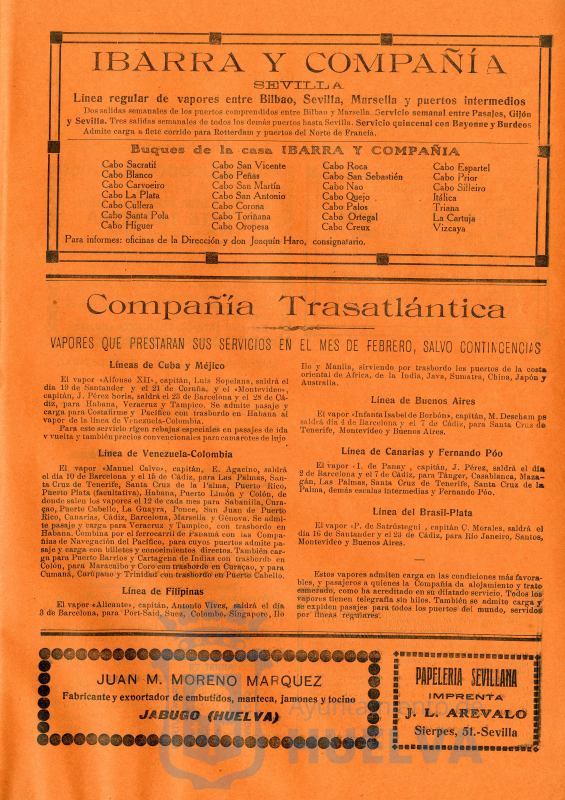 IBARRA Y COMPAÑÍA
SEVILLA
Línea regular de vapores entre Bilbao, Sevilla, Marsella y puertos intermedios
Dos salidas semanales de los puertos comprendidos entre Bilbao y Marsella. Servicio semanal entre Pasajes, Gijón
y Sevilla. Tres salidas semanales de todos los demás puertos hasta Sevilla. Servicio quincenal con Bayonne y Burdeos
Admite carga a flete corrido para Rotterdam y puertos del Norte de Francia.
Buques de la casa IBARRA Y COMPAÑIA
Cabo Sacratif
Cabo Blanco
Cabo Carvoeiro
Cabo La Plata
Cabo Cullera
Cabo Santa Pola
Cabo Higuer
Cabo San Vicente
Cabo Peñas
Cabo San Martín
Cabo San Antonio
Cabo Corona
Cabo Toriñana
Cabo Oropesa
Cabo Roca
Cabo San Sebastián
Cabo Nao
Cabo Quejo
Cabo Palos
Cabo Ortegal
Cabo Creux
Cabo Espartel
Cabo Prior
Cabo Silleiro
Itálica
Triana
La Cartuja
Vizcaya
Para informes: oficinas de la Dirección y don Joaquín Haro, consignatario.
Compañía Trasatlántica
VAPORES QUE PRESTARAN SUS SERVICIOS EN EL MES DE FEBRERO, SALVO CONTINGENCIAS
Líneas de Cuba y Méjico
El vapor «Alfonso XII», capitán, Luis Sopelana, saldrá el
día 19 de Santander y el 21 de Coruña, y el «Montevideo»,
capitán, J. Pérez Soris, saldrá el 25 de Barcelona y el 28 de Cá-
diz, para Habana, Veracruz y Tampico. Se admite pasaje y
carga para Costafirme y Pacífico con trasbordo en Habana al
vapor de la línea de Venezuela-Colombia.
Para este servicio rigen rebajas especiales en pasajes de ida
y vuelta y también precios convencionales para camarotes de lujo
Línea de Venezuela-Colombia
El vapor «Manuel Calvo», capitán, E. Agacino, saldrá
el día 10 de Barcelona y el 15 de Cádiz, para Las Palmas, San-
ta Cruz de Tenerife, Santa Cruz de la Palma, Puerto Rico,
Puerto Plata (facultativa), Habana, Puerto Limón y Colón, de
donde salen los vapores el 12 de cada mes para Sabanilla, Cura-
çao, Puerto Cabello, La Guayra, Ponce, San Juan de Puerto
Rico, Canarias, Cádiz, Barcelona, Marsella y Génova. Se admi-
te pasaje y carga para Veracruz y Tampico, con trasbordo en
Habana. Combina por el ferrocarril de Panamá con las Compa-
ñías de Navegación del Pacífico, para cuyos puertos admite pa-
saje y carga con billetes y conocimientos directos. También car-
ga para Puerto Barrios y Cartagena de Indias con trasbordo en
Colón, para Maracaibo y Coro con trasbordo en Curaçao, y para
Cumaná, Carúpano y Trinidad con trasbordo en Puerto Cabello.
Línea de Filipinas
El vapor «Alicante», capitán, Antonio Vives, saldrá el día
3 de Barcelona, para Port-Said, Suez, Colombo, Singapore, Ilo
Ilo y Manila, sirviendo por trasbordo los puertos de la costa
oriental de Africa, de la India, Java, Sumatra, China, Japón y
Australia.
Línea de Buenos Aires
El vapor «Infanta Isabel de Borbón», capitán, M. Deschamps
saldrá día 4 de Barcelona y el 7 de Cádiz, para Santa Cruz de
Tenerife, Montevideo y Buenos Aires.
Línea de Canarias y Fernando Póo
El vapor «I. de Panay», capitán, J. Pérez, saldrá el día
2 de Barcelona y el 7 de Cádiz, para Tánger, Casablanca, Maza-
gán, Las Palmas, Santa Cruz de Tenerife, Santa Cruz de la
Palma, demás escalas intermedias y Fernando Póo.
Línea del Brasil-Plata
El vapor «P. de Satrústegui», capitán C. Morales, saldrá el
día 16 de Santander y el 23 de Cádiz, para Río Janeiro, Santos,
Montevideo y Buenos Aires.
Estos vapores admiten carga en las condiciones más favora-
bles, y pasajeros a quienes la Compañía da alojamiento y trato
esmerado, como ha acreditado en su dilatado servicio. Todos los
vapores tienen telegrafía sin hilos. También se admite carga y
se expiden pasajes para todos los puertos del mundo, servidos
por líneas regulares.
JUAN M. MORENO MARQUEZ
Fabricante y exportador de embutidos, manteca, jamones y tocino
JABUGO (HUELVA)
PAPELERIA SEVILLANA
IMPRENTA
J. L. AREVALO
Sierpes, 51.-Sevilla
Ayuntamiento de
HUELVA